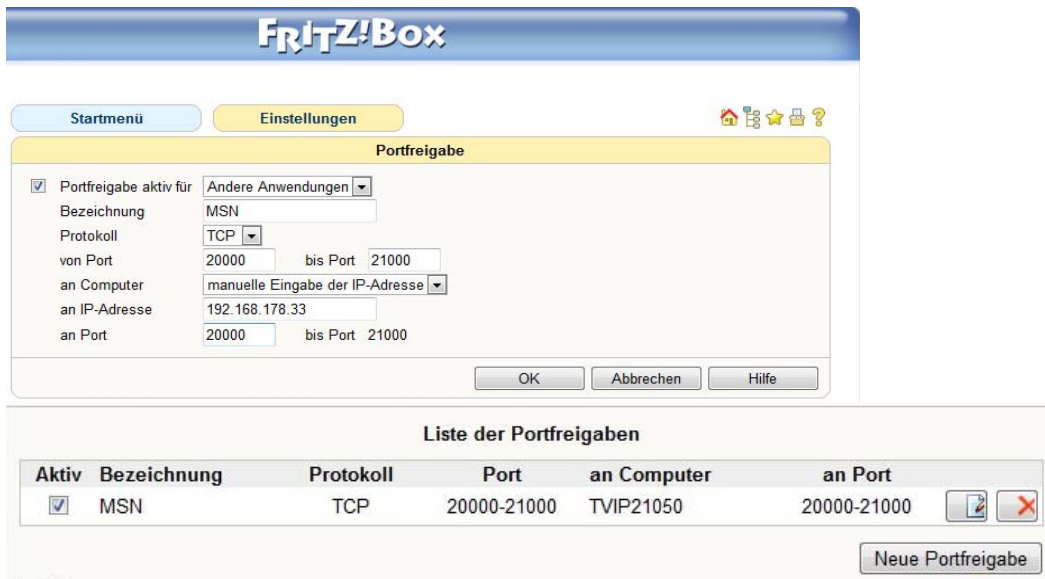 FRITZ!Box
Startmenü Einstellungen
Portfreigabe
Portfreigabe aktiv für Andere Anwendungen
Bezeichnung MSN
Protokoll TCP
von Port 20000 bis Port 21000
an Computer manuelle Eingabe der IP-Adresse
an IP-Adresse 192.168.178.33
an Port 20000 bis Port 21000
OK Abbrechen Hilfe
Liste der Portfreigaben
Aktiv Bezeichnung Protokoll Port an Computer an Port
MSN TCP 20000-21000 TVIP21050 20000-21000
Neue Portfreigabe